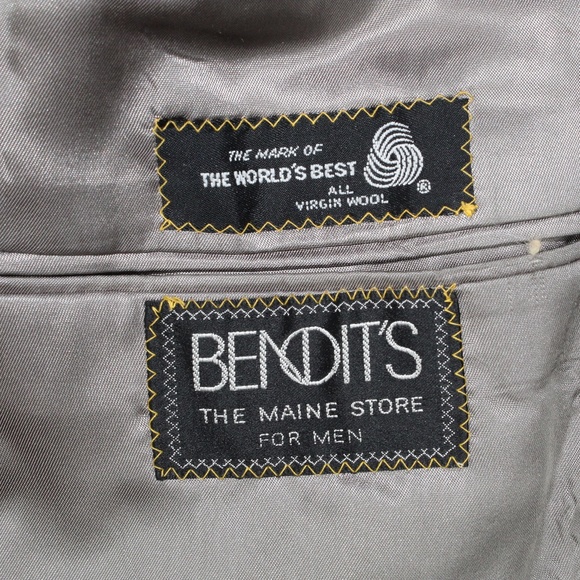 THE MARK OF
THE WORLD'S BEST
ALL
VIRGIN WOOL
®
BENOIT'S
THE MAINE STORE
FOR MEN